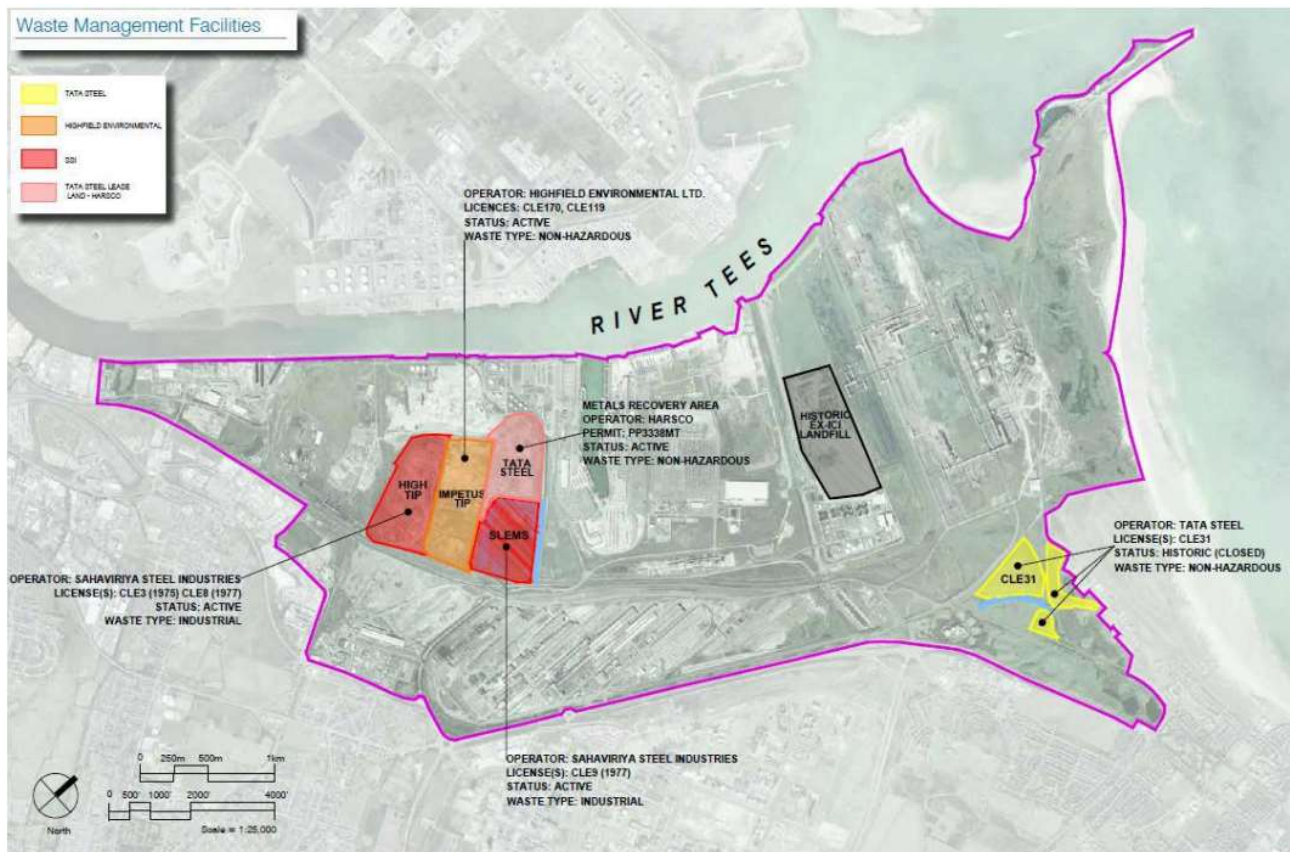 Waste Management Facilities
TATA STEEL
HIGHFIELD ENVIRONMENTAL
SSI
TATA STEEL LEASE
LAND - HARSCO
OPERATOR: HIGHFIELD ENVIRONMENTAL LTD.
LICENCES: CLE170, CLE119
STATUS: ACTIVE
WASTE TYPE: NON-HAZARDOUS
RIVER TEES
METALS RECOVERY AREA
OPERATOR: HARSCO
PERMIT: PP3338MT
STATUS: ACTIVE
WASTE TYPE: NON-HAZARDOUS
HISTORIC
EX-ICI
LANDFILL
TATA
STEEL
HIGH
TIP
IMPETUS
TIP
SLEMS
OPERATOR: TATA STEEL
LICENSE(S): CLE31
STATUS: HISTORIC (CLOSED)
WASTE TYPE: NON-HAZARDOUS
CLE31
OPERATOR: SAHAVIRIYA STEEL INDUSTRIES
LICENSE(S): CLE3 (1975) CLE8 (1977)
STATUS: ACTIVE
WASTE TYPE: INDUSTRIAL
OPERATOR: SAHAVIRIYA STEEL INDUSTRIES
LICENSE(S): CLE9 (1977)
STATUS: ACTIVE
WASTE TYPE: INDUSTRIAL
0 250m 500m 1km
0 500' 1000' 2000' 4000'
North
Scale = 1:25,000